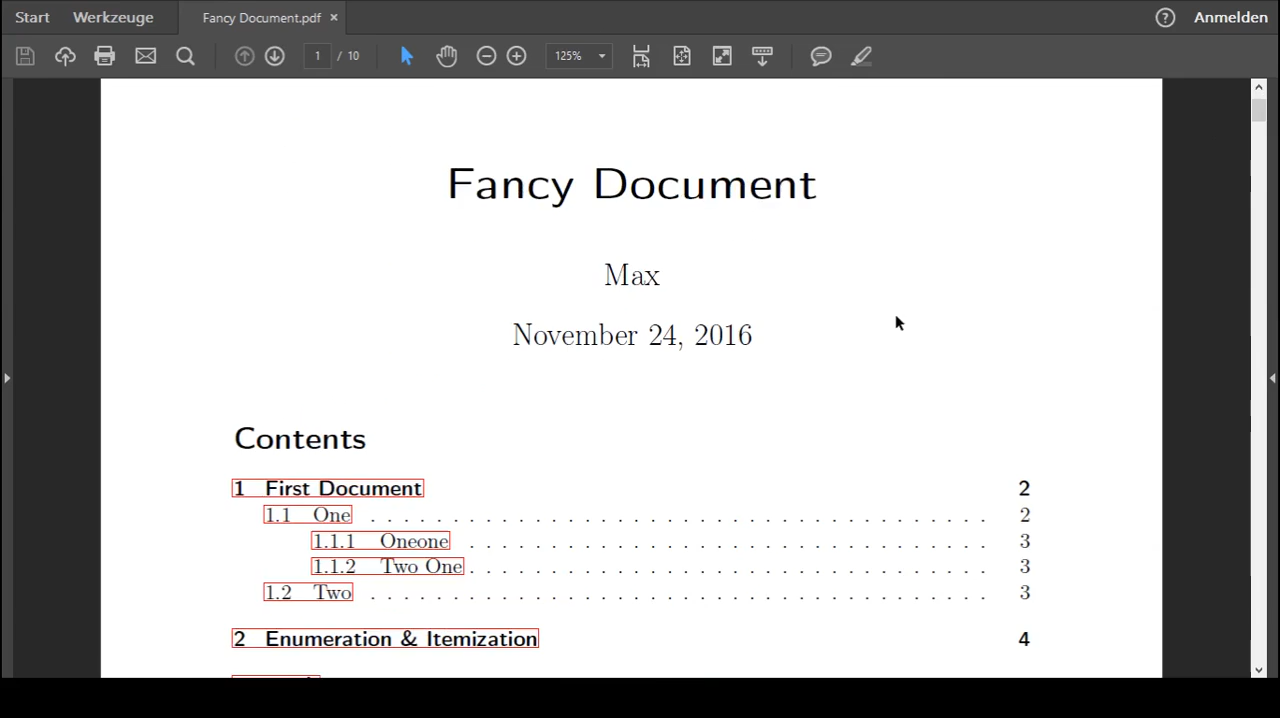 Start Werkzeuge Fancy Document.pdf × ? Anmelden
1 / 10 125%
Fancy Document
Max
November 24, 2016
Contents
1 First Document 2
1.1 One . . . . . . . . . . . . . . . . . . . . . . . . . . . . . . 2
1.1.1 Oneone . . . . . . . . . . . . . . . . . . . . . . . . . 3
1.1.2 Two One . . . . . . . . . . . . . . . . . . . . . . . . . 3
1.2 Two . . . . . . . . . . . . . . . . . . . . . . . . . . . . . . 3
2 Enumeration & Itemization 4